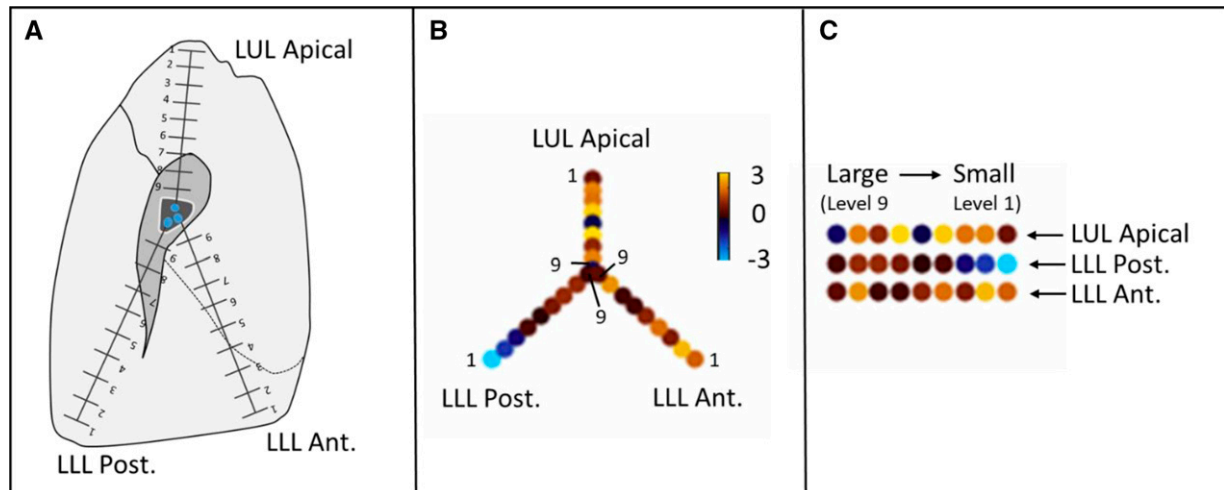 A
LUL Apical
1
2
3
4
5
6
7
8
9
9
8
7
6
5
4
3
2
1
9
8
7
6
5
4
3
2
1
LLL Post.
LLL Ant.
B
LUL Apical
1
3
0
-3
9
9
9
1
1
LLL Post.
LLL Ant.
C
Large → Small
(Level 9 Level 1)
← LUL Apical
← LLL Post.
← LLL Ant.